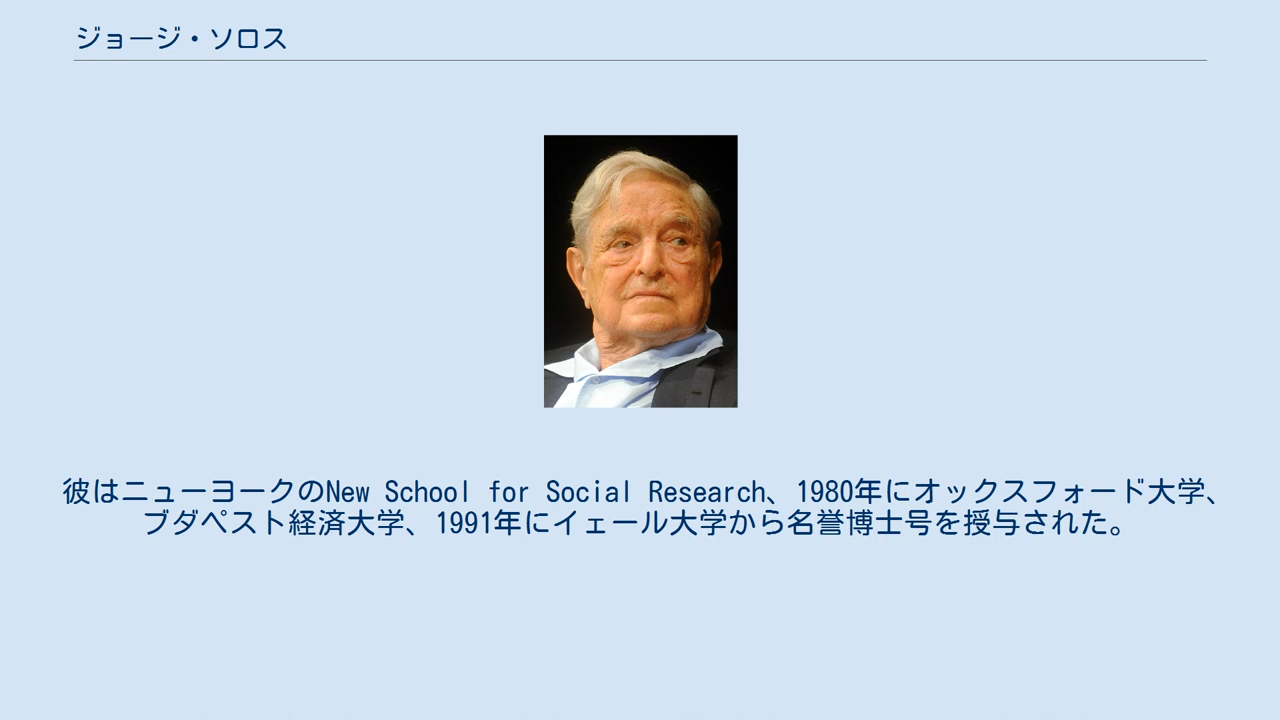 ジョージ・ソロス
彼はニューヨークのNew School for Social Research、1980年にオックスフォード大学、
ブダペスト経済大学、1991年にイェール大学から名誉博士号を授与された。